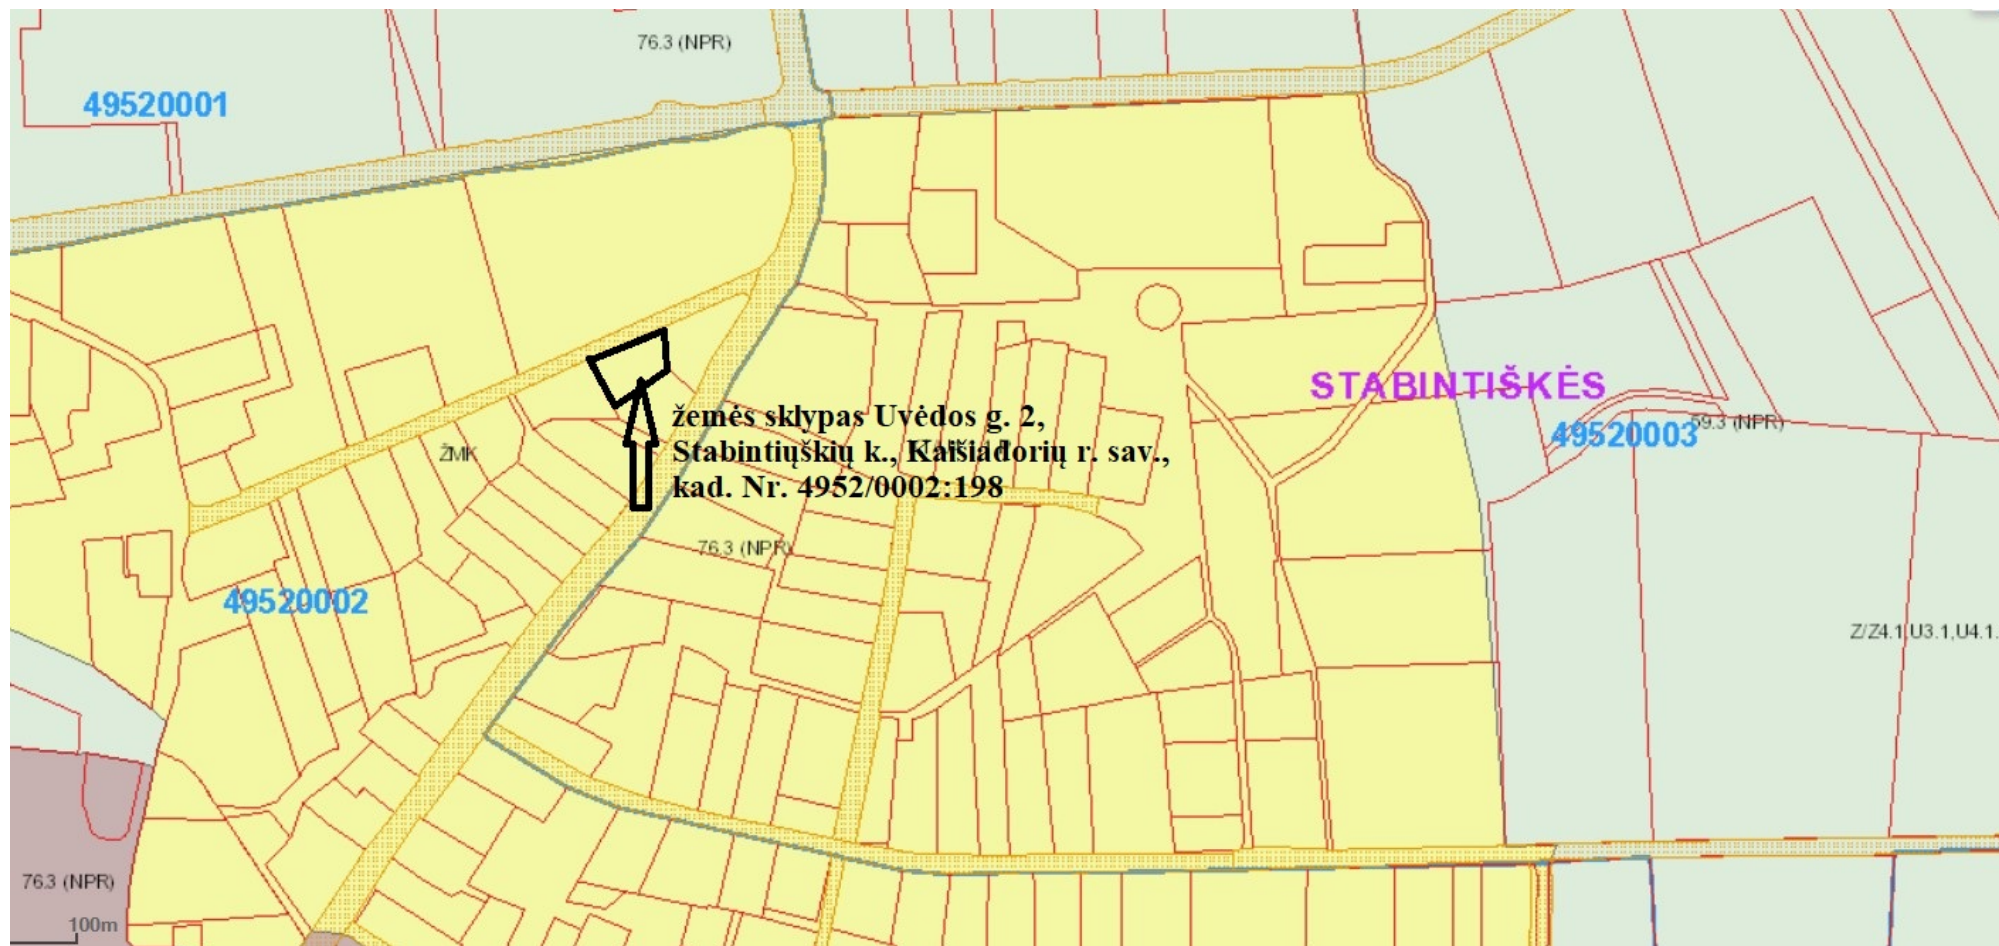 76.3 (NPR)
49520001
STABINTIŠKĖS
59.3 (NPR)
49520003
žemės sklypas Uvėdos g. 2,
Stabintiųškių k., Kaišiadorių r. sav.,
kad. Nr. 4952/0002:198
ŽMK
76.3 (NPR)
49520002
Z/Z4.1,U3.1,U4.1.
76.3 (NPR)
100m